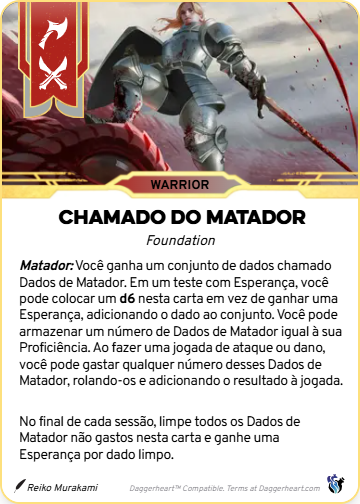 WARRIOR
CHAMADO DO MATADOR
Foundation
Matador: Você ganha um conjunto de dados chamado
Dados de Matador. Em um teste com Esperança, você
pode colocar um d6 nesta carta em vez de ganhar uma
Esperança, adicionando o dado ao conjunto. Você pode
armazenar um número de Dados de Matador igual à sua
Proficiência. Ao fazer uma jogada de ataque ou dano,
você pode gastar qualquer número desses Dados de
Matador, rolando-os e adicionando o resultado à jogada.
No final de cada sessão, limpe todos os Dados de
Matador não gastos nesta carta e ganhe uma
Esperança por dado limpo.
Reiko Murakami
Daggerheart™ Compatible. Terms at Daggerheart.com